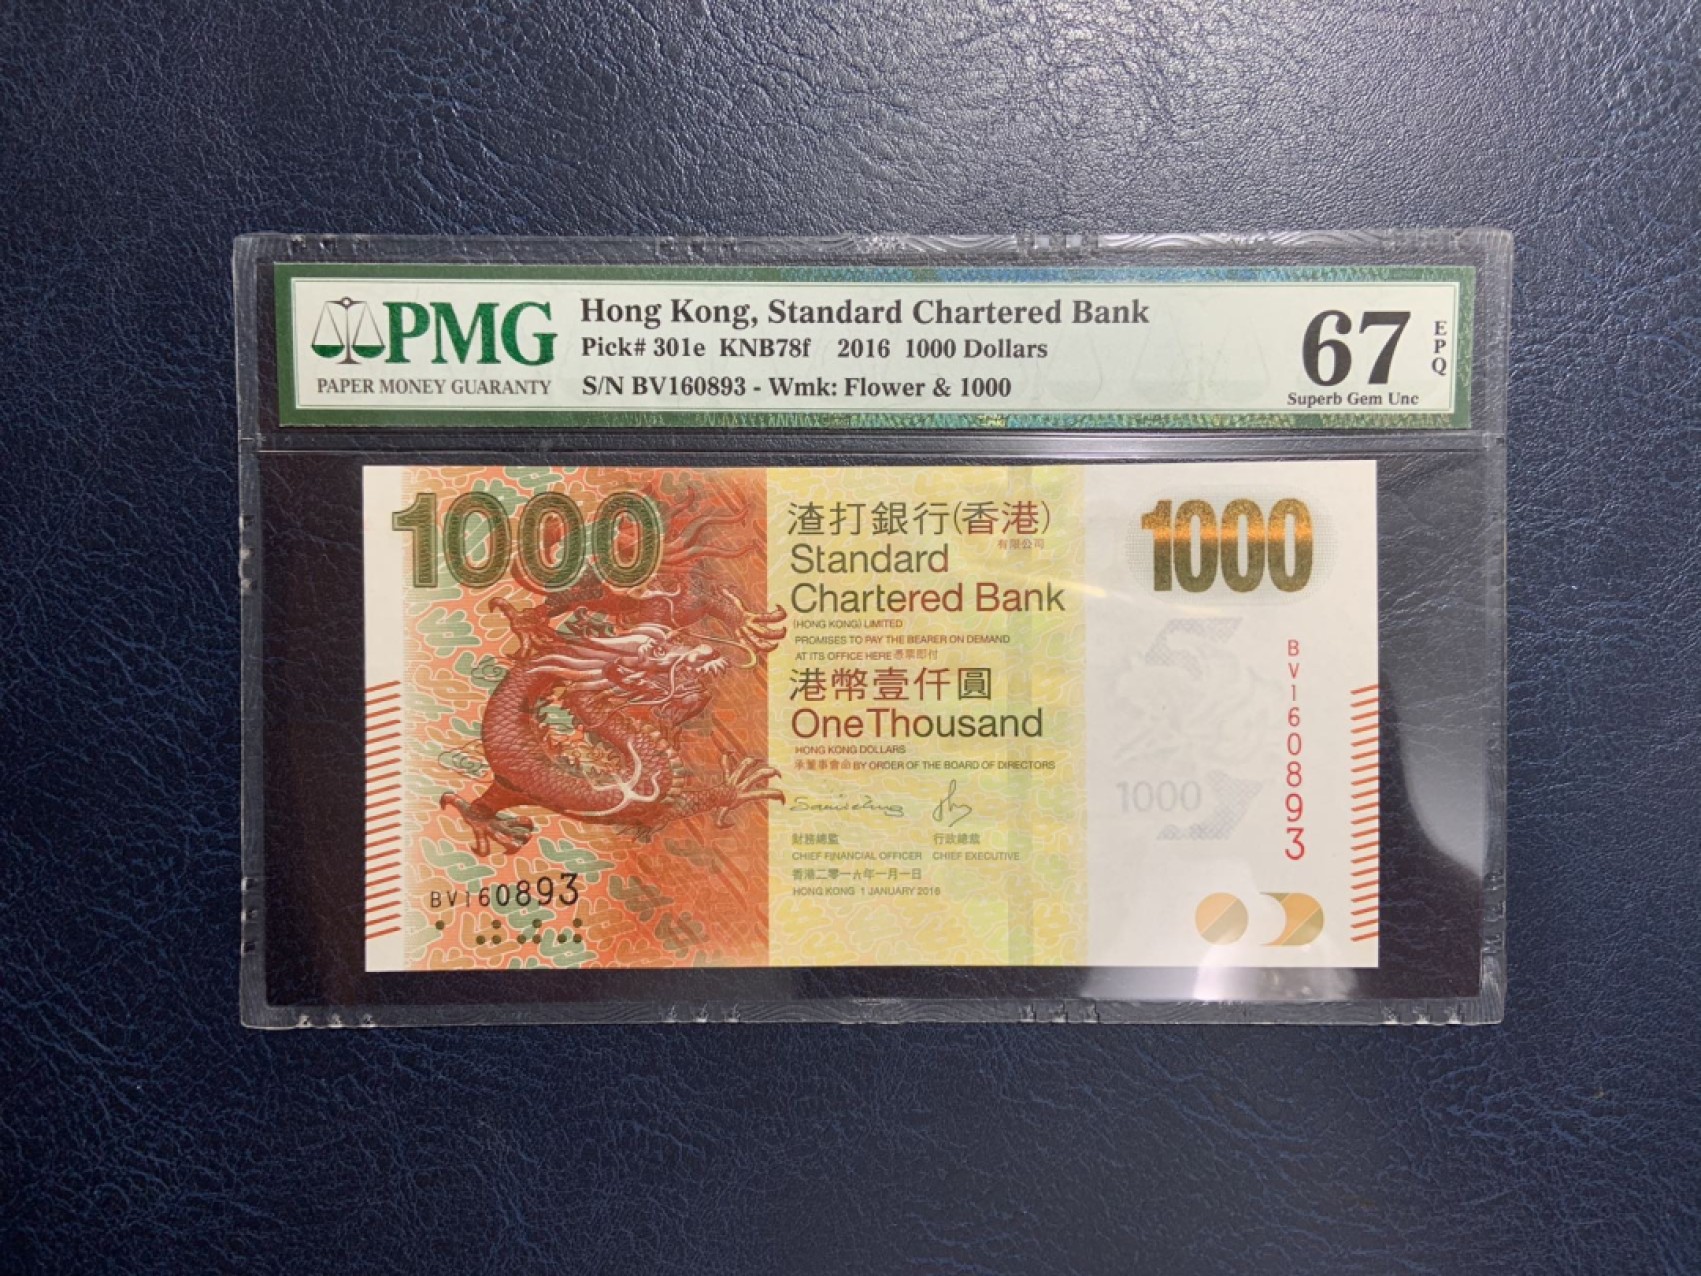 PMG
PAPER MONEY GUARANTY
Hong Kong, Standard Chartered Bank
Pick# 301e KNB78f 2016 1000 Dollars
S/N BV160893 - Wmk: Flower & 1000
67
EPQ
Superb Gem Unc
1000
渣打銀行(香港)
有限公司
Standard
Chartered Bank
(HONG KONG) LIMITED
PROMISES TO PAY THE BEARER ON DEMAND
AT ITS OFFICE HERE 憑票即付
港幣壹仟圓
One Thousand
HONG KONG DOLLARS
承董事會命 BY ORDER OF THE BOARD OF DIRECTORS
財務總監 行政總裁
CHIEF FINANCIAL OFFICER CHIEF EXECUTIVE
香港二零一六年一月一日
HONG KONG 1 JANUARY 2016
BV160893
1000
BV160893
1000